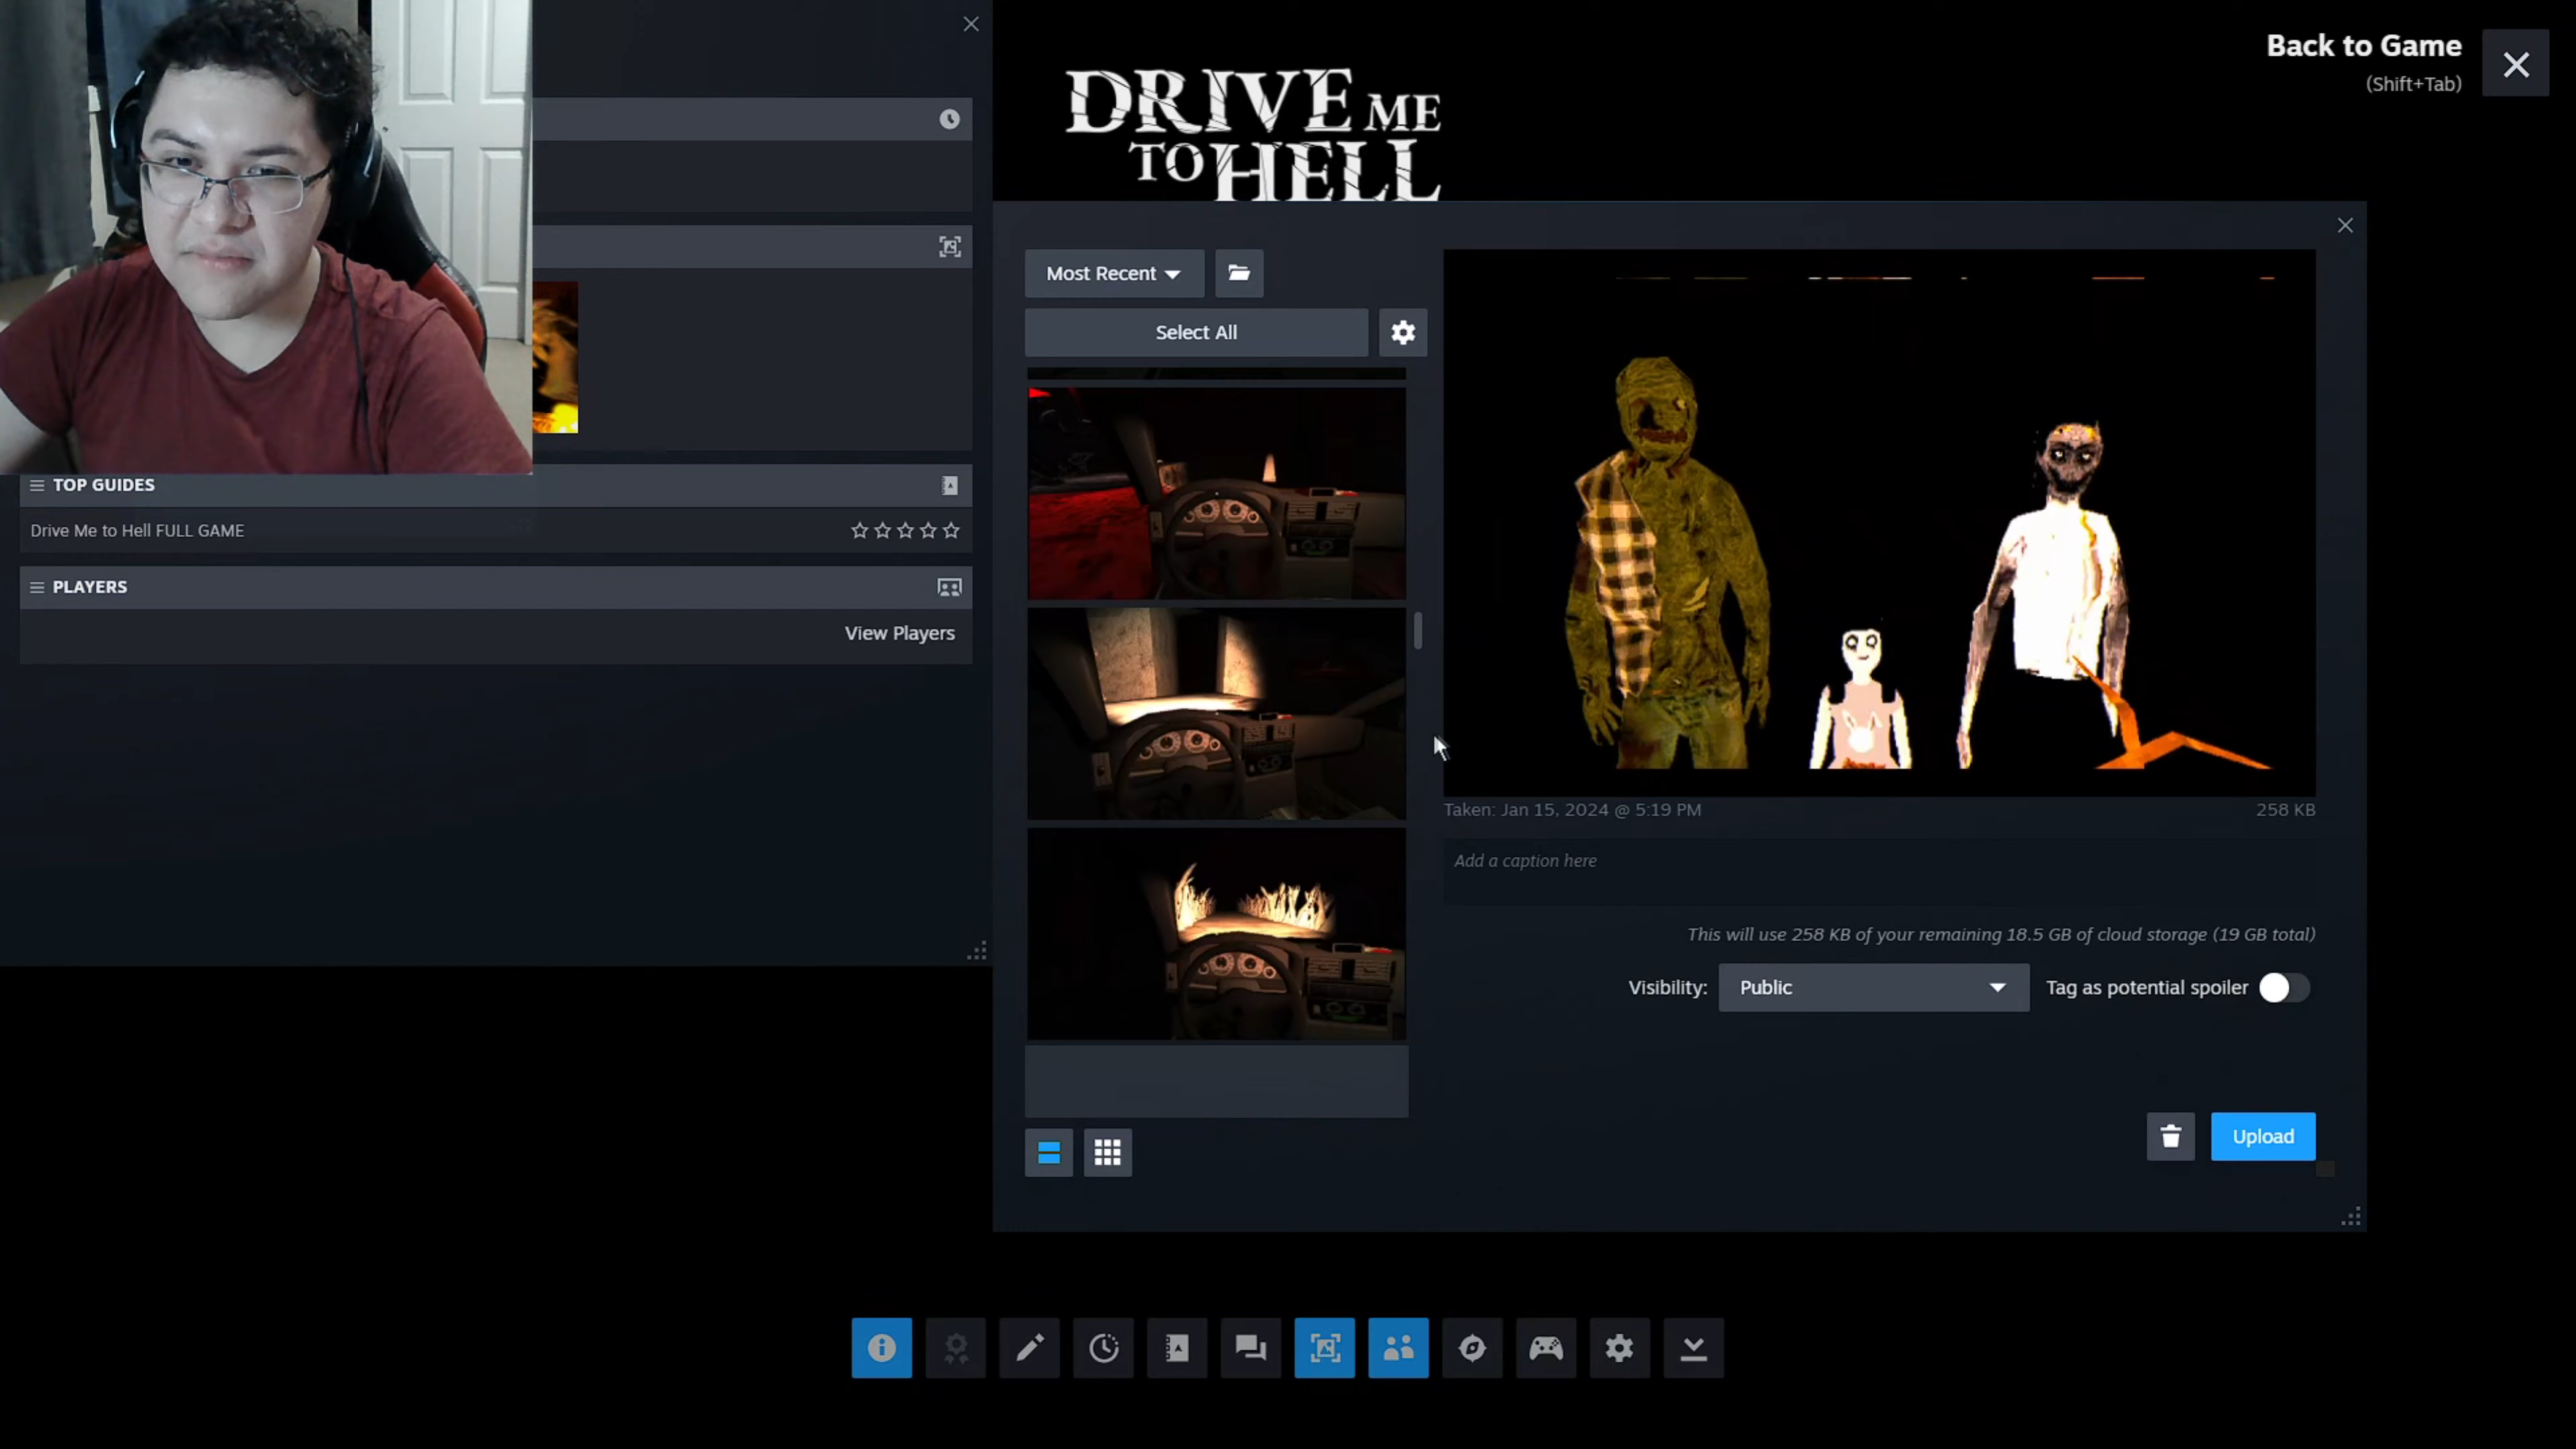 Back to Game
(Shift+Tab)
DRIVE ME
TO HELL
Most Recent
Select All
TOP GUIDES
Drive Me to Hell FULL GAME
PLAYERS
View Players
Taken: Jan 15, 2024 @ 5:19 PM
258 KB
Add a caption here
This will use 258 KB of your remaining 18.5 GB of cloud storage (19 GB total)
Visibility:
Public
Tag as potential spoiler
Upload